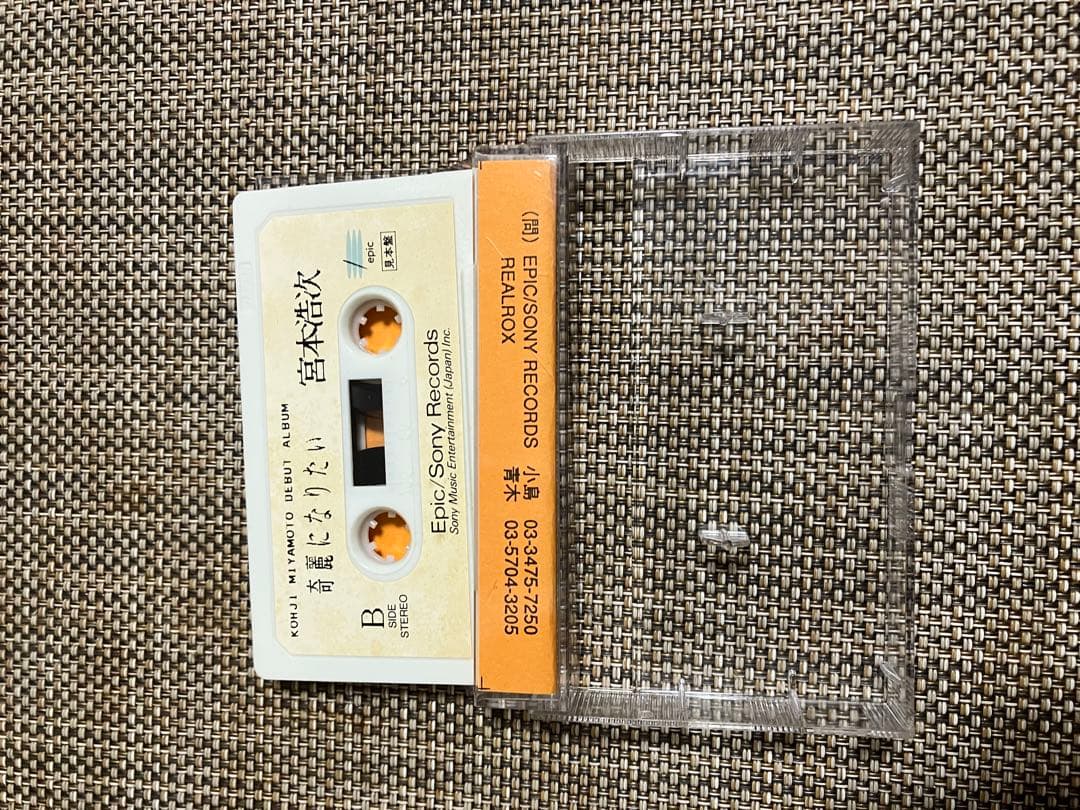 KOHJI MIYAMOTO DEBUT ALBUM
奇麗になりたい 宮本浩次
epic
見本盤
B
SIDE
STEREO
Epic/Sony Records
Sony Music Entertainment (Japan) Inc.
(問) EPIC/SONY RECORDS 小島 03-3475-7250
REALROX 青木 03-5704-3205